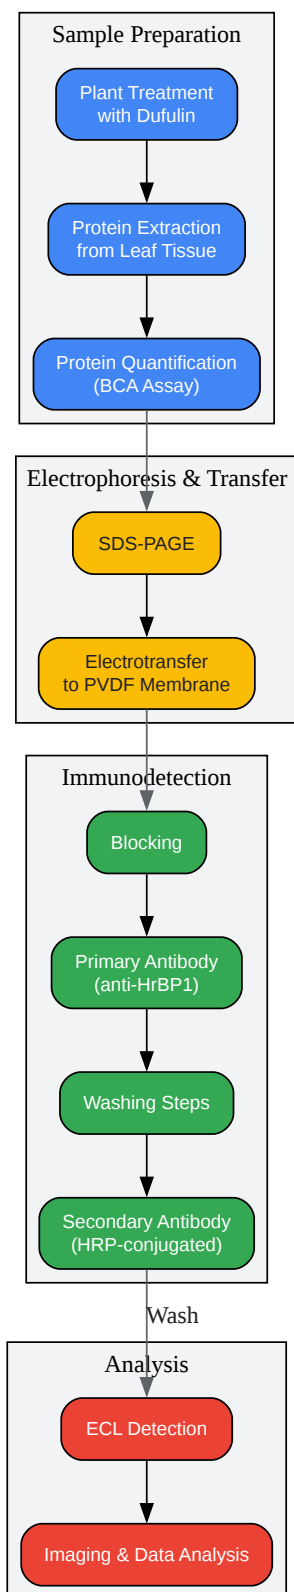 Sample Preparation
Plant Treatment
with Dufulin
Protein Extraction
from Leaf Tissue
Protein Quantification
(BCA Assay)
Electrophoresis & Transfer
SDS-PAGE
Electrotransfer
to PVDF Membrane
Immunodetection
Blocking
Primary Antibody
(anti-HrBP1)
Washing Steps
Secondary Antibody
(HRP-conjugated)
Wash
Analysis
ECL Detection
Imaging & Data Analysis